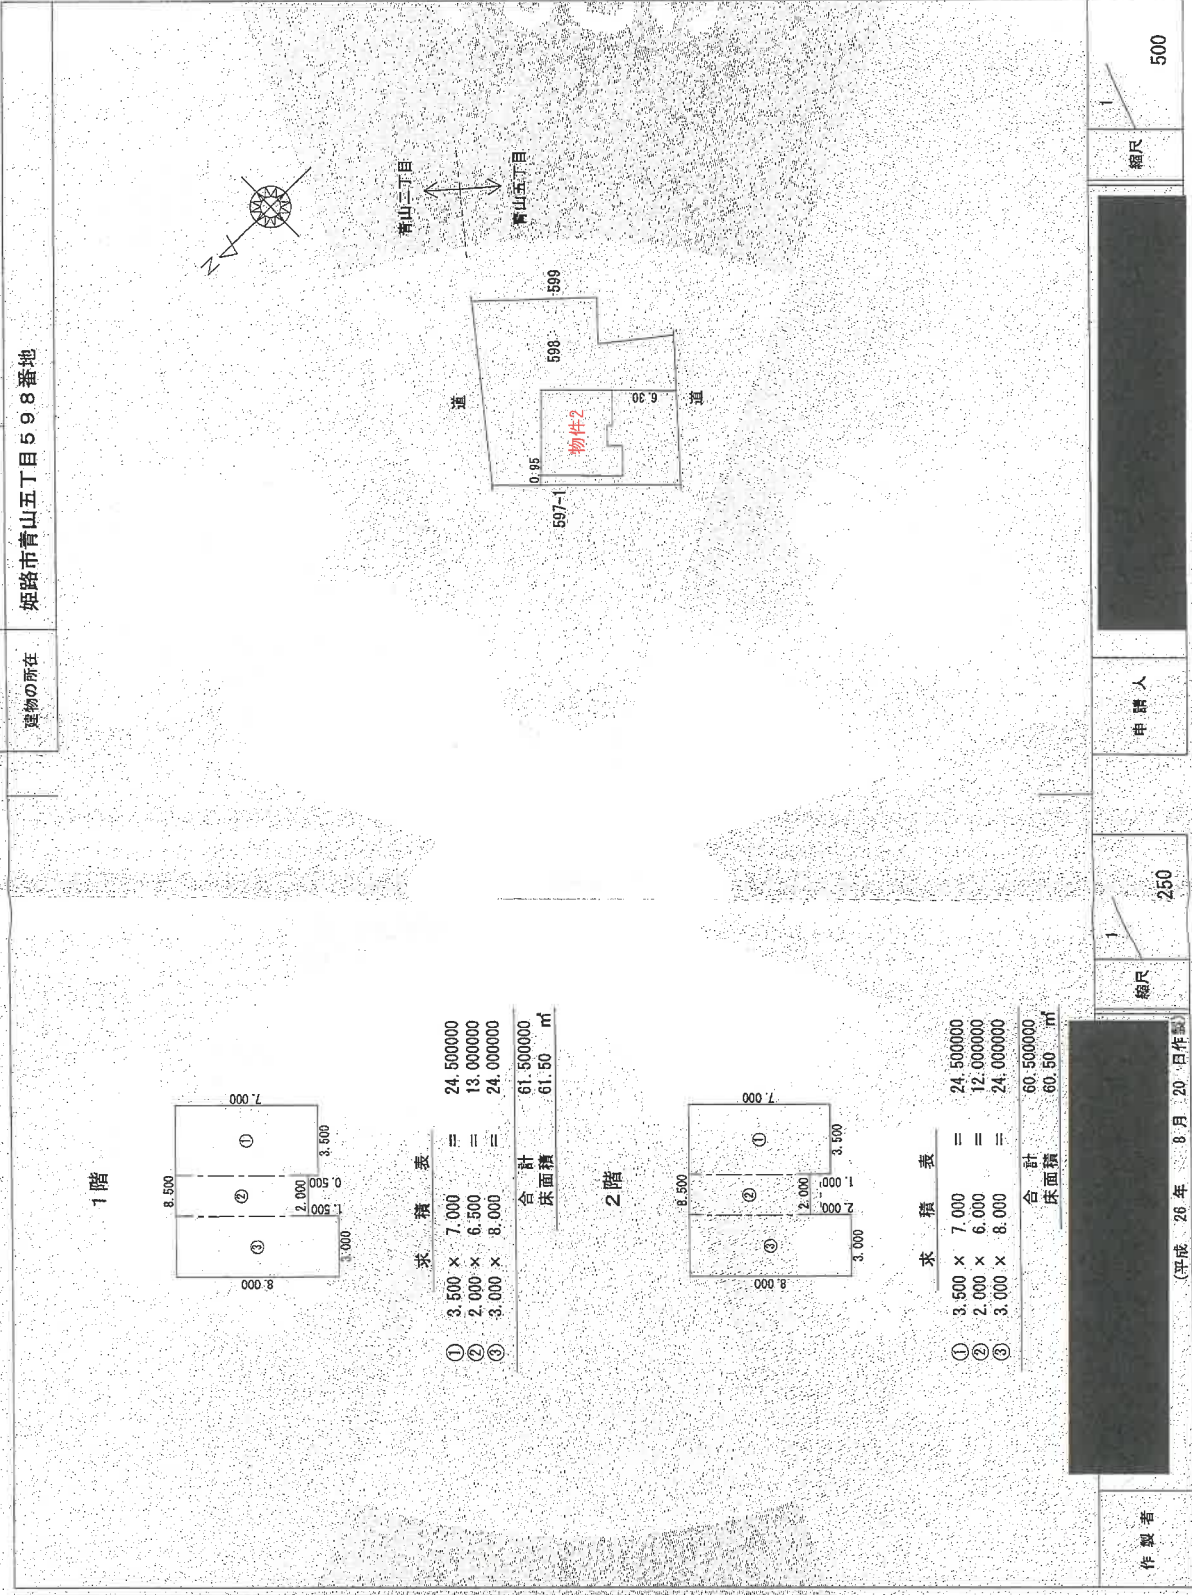 建物の所在 姫路市青山五丁目598番地
1階
8.500
7.000
①
②
③
8.000
2.000
0.500
1.500
3.500
3.000
求積表
① 3.500 × 7.000 = 24.500000
② 2.000 × 6.500 = 13.000000
③ 3.000 × 8.000 = 24.000000
合計 61.500000
床面積 61.50 ㎡
2階
8.500
7.000
①
②
③
8.000
2.000
1.000
2.000
3.500
3.000
求積表
① 3.500 × 7.000 = 24.500000
② 2.000 × 6.000 = 12.000000
③ 3.000 × 8.000 = 24.000000
合計 60.500000
床面積 60.50 ㎡
N
青山五丁目
道
599
598
0.95
物件2
6.30
597-1
道
作製者
(平成 26年 8月 20日作製)
縮尺 1/250
申請人
縮尺 1/500